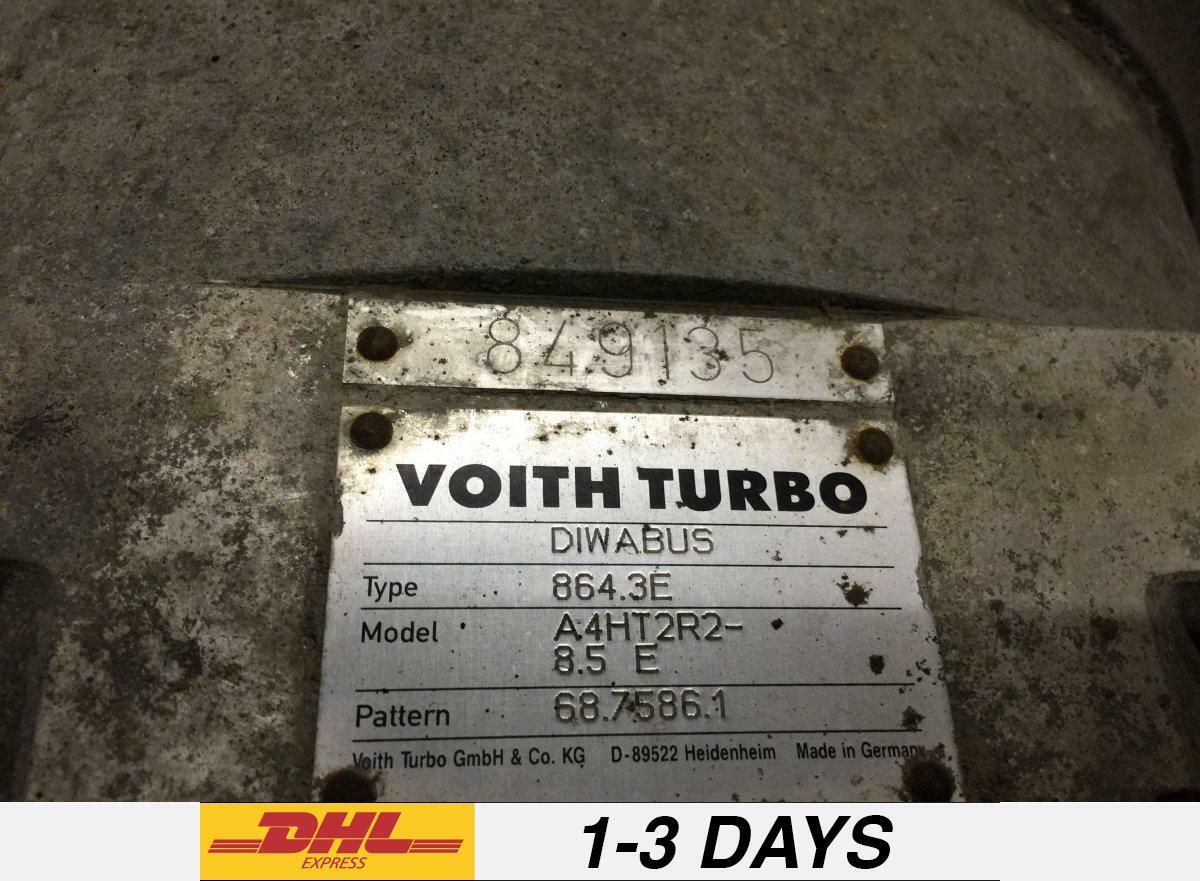 849135
VOITH TURBO
DIWABUS
Type 864.3E
Model A4HT2R2-
8.5 E
Pattern 68.7586.1
Voith Turbo GmbH & Co. KG D-89522 Heidenheim Made in Germany
DHL
EXPRESS
1-3 DAYS